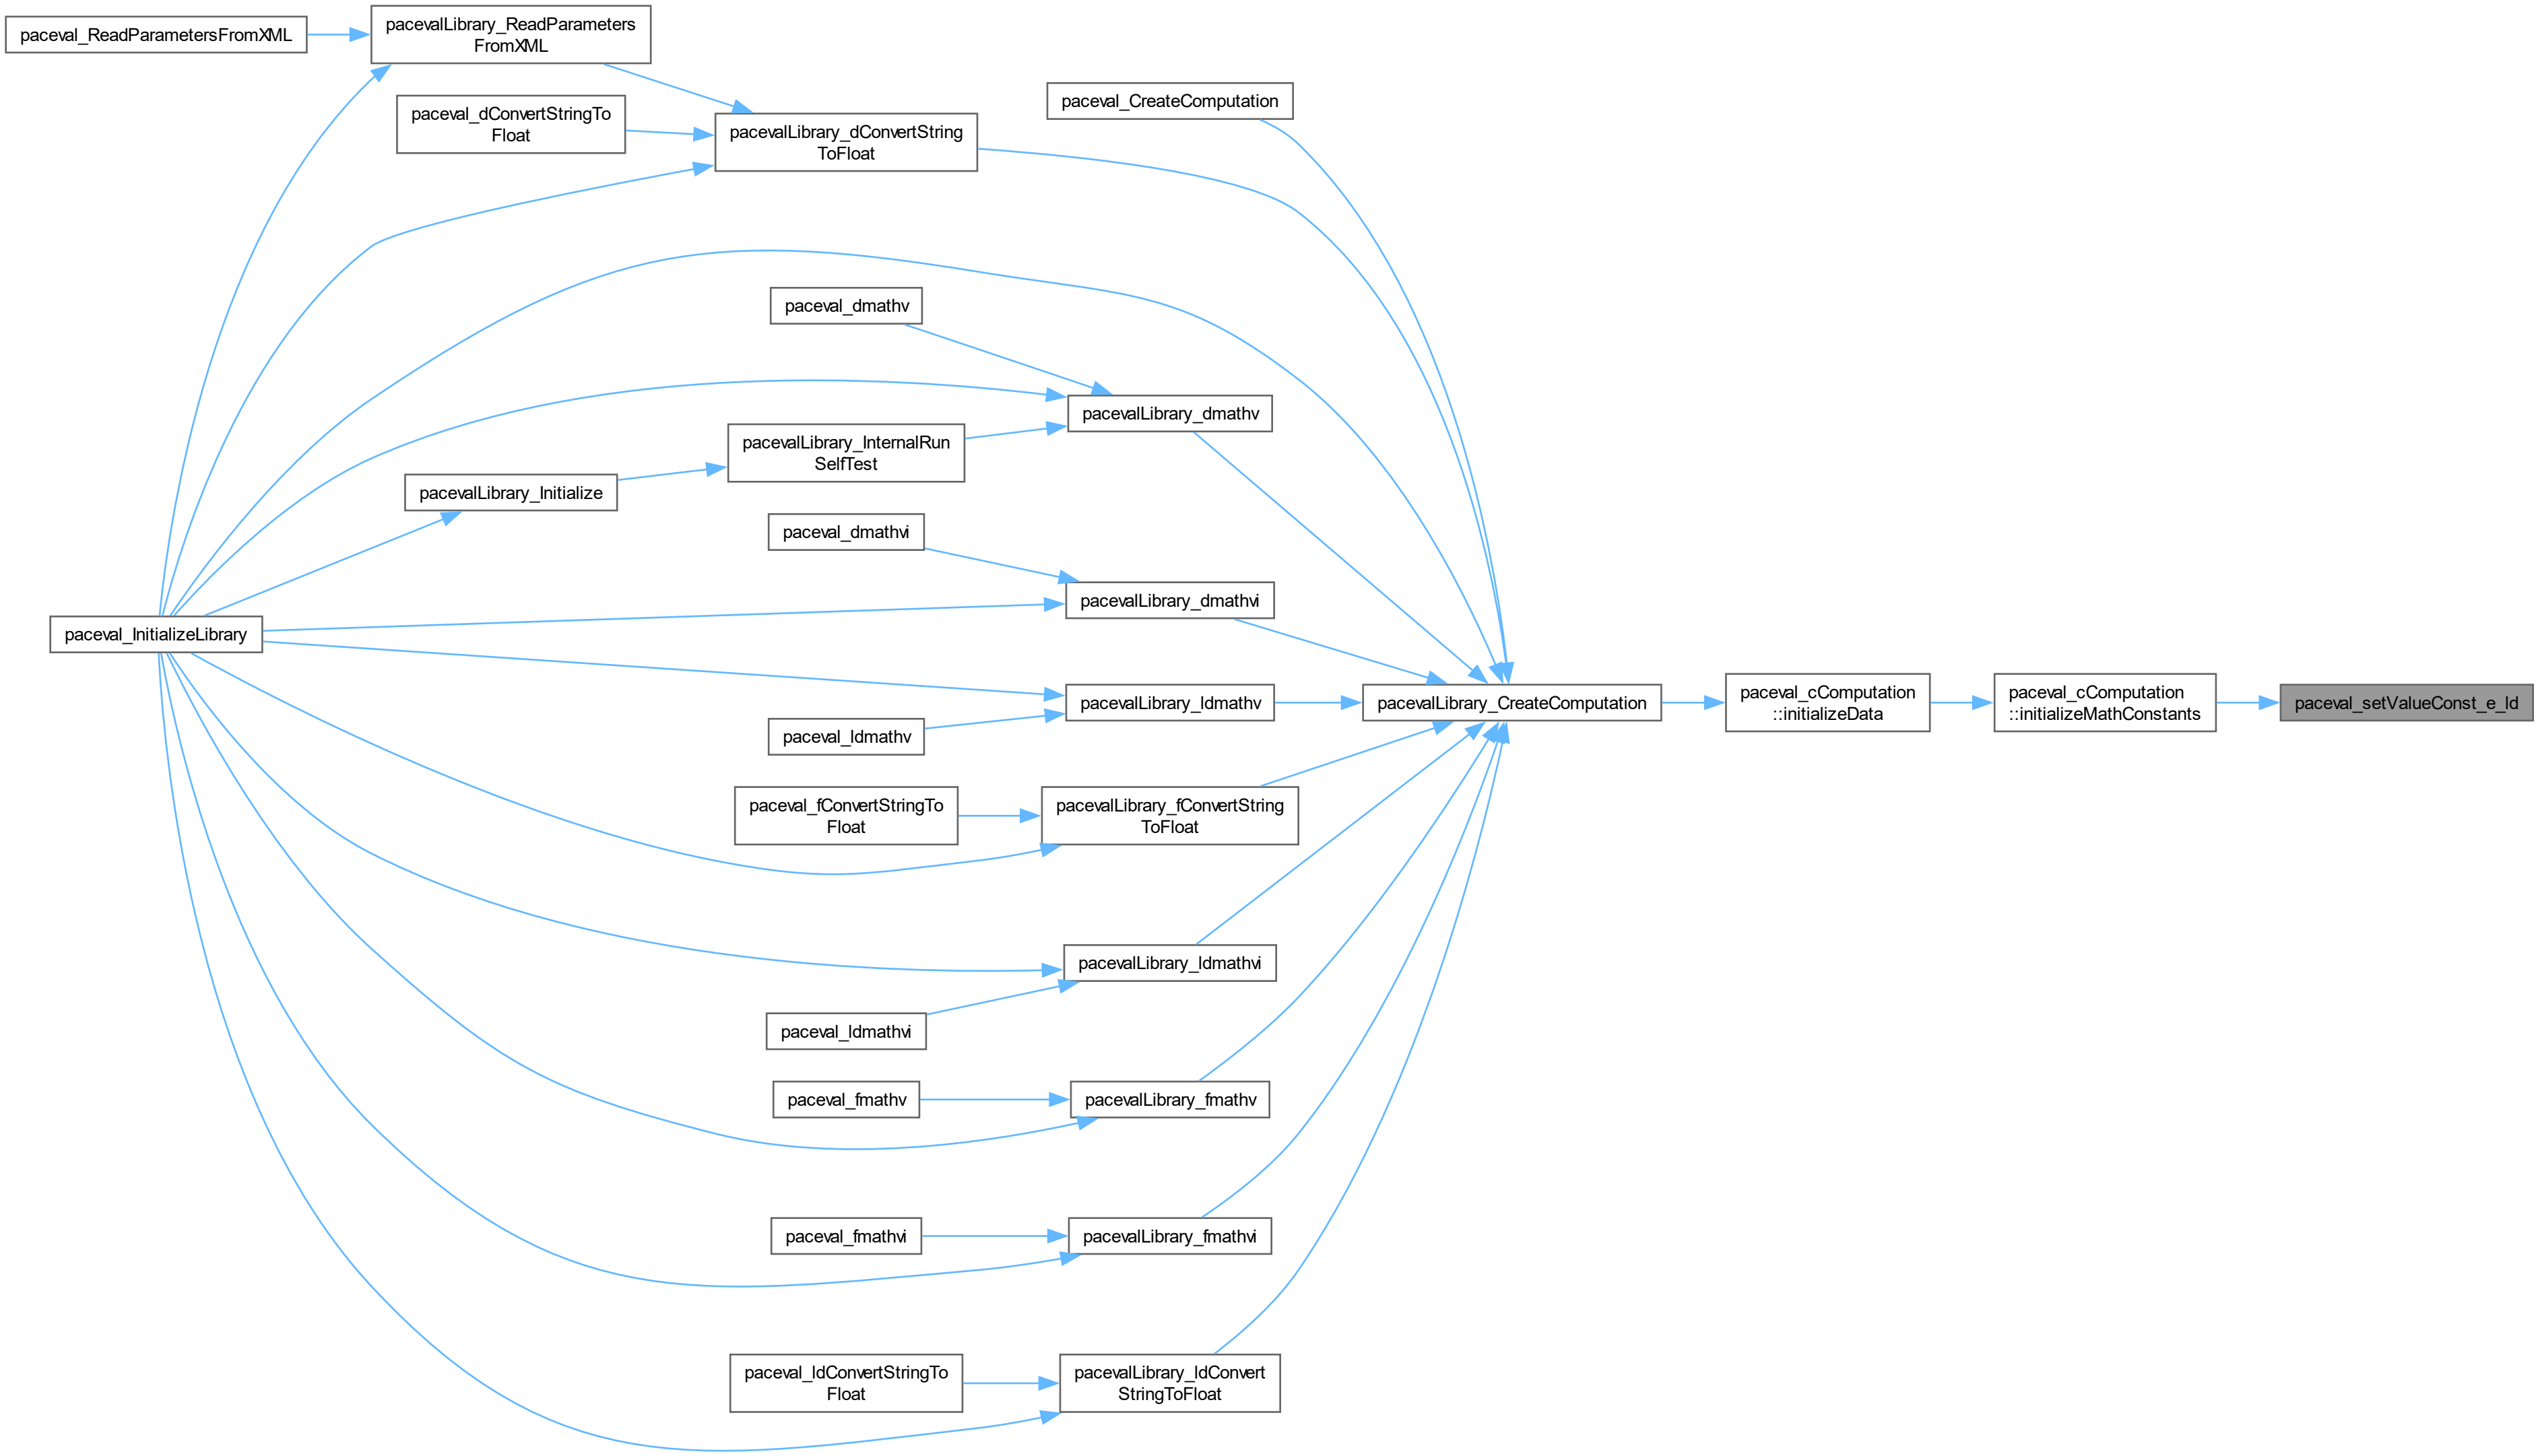 paceval_ReadParametersFromXML
pacevalLibrary_ReadParameters
FromXML
paceval_CreateComputation
paceval_dConvertStringTo
Float
pacevalLibrary_dConvertString
ToFloat
paceval_dmathv
pacevalLibrary_dmathv
pacevalLibrary_InternalRun
SelfTest
pacevalLibrary_Initialize
paceval_dmathvi
pacevalLibrary_dmathvi
paceval_InitializeLibrary
pacevalLibrary_ldmathv
pacevalLibrary_CreateComputation
paceval_cComputation
::initializeData
paceval_cComputation
::initializeMathConstants
paceval_setValueConst_e_ld
paceval_ldmathv
paceval_fConvertStringTo
Float
pacevalLibrary_fConvertString
ToFloat
pacevalLibrary_ldmathvi
paceval_ldmathvi
paceval_fmathv
pacevalLibrary_fmathv
paceval_fmathvi
pacevalLibrary_fmathvi
paceval_ldConvertStringTo
Float
pacevalLibrary_ldConvert
StringToFloat